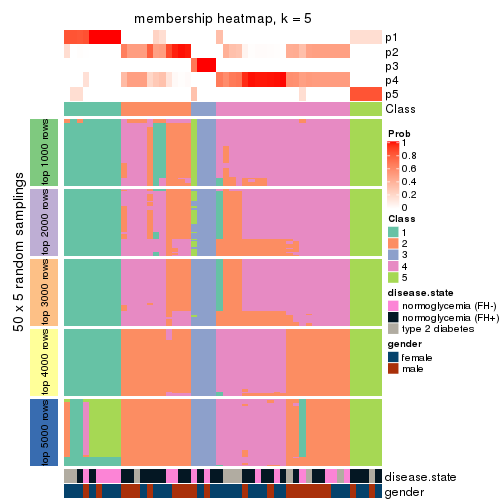 membership heatmap, k = 5
p1
p2
p3
p4
p5
Class
50 x 5 random samplings
top 1000 rows
top 2000 rows
top 3000 rows
top 4000 rows
top 5000 rows
disease.state
gender
Prob
1
0.8
0.6
0.4
0.2
0
Class
1
2
3
4
5
disease.state
normoglycemia (FH-)
normoglycemia (FH+)
type 2 diabetes
gender
female
male